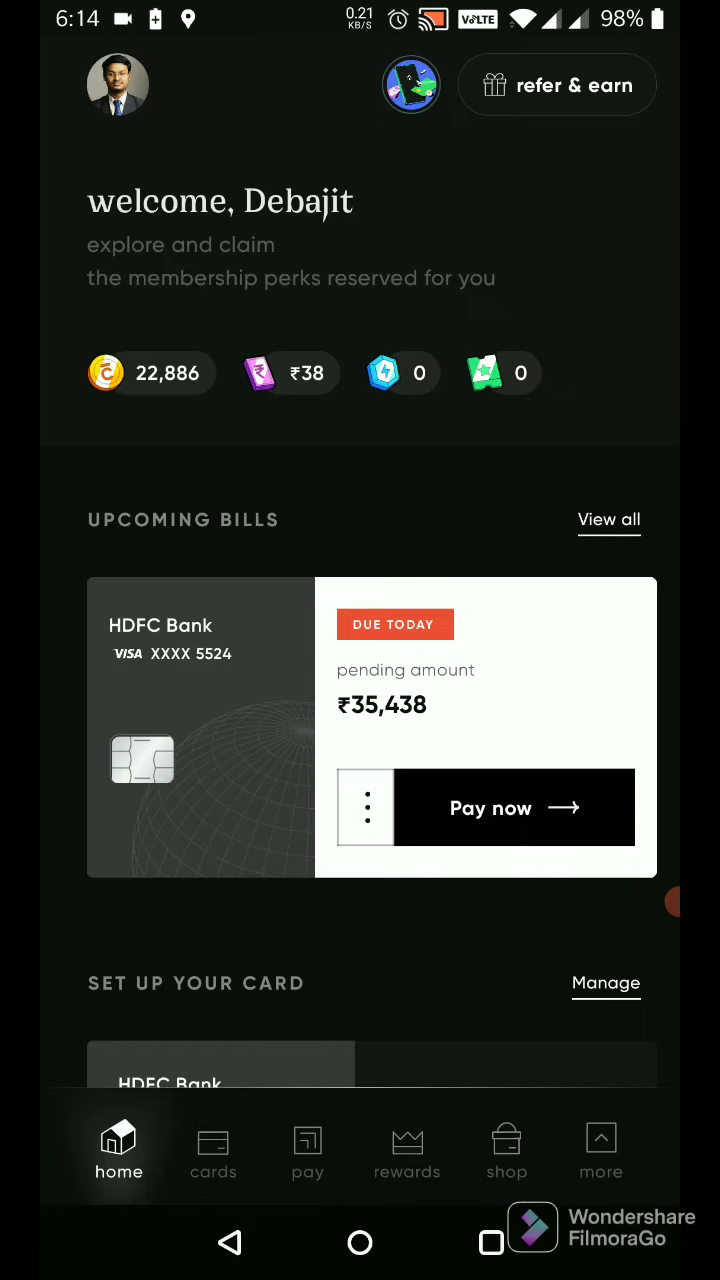 6:14
0.21
KB/S
VoLTE
98%
refer & earn
welcome, Debajit
explore and claim
the membership perks reserved for you
22,886
₹38
0
0
UPCOMING BILLS
View all
HDFC Bank
VISA XXXX 5524
DUE TODAY
pending amount
₹35,438
Pay now
SET UP YOUR CARD
Manage
HDFC Bank
home
cards
pay
rewards
shop
more
Wondershare
FilmoraGo